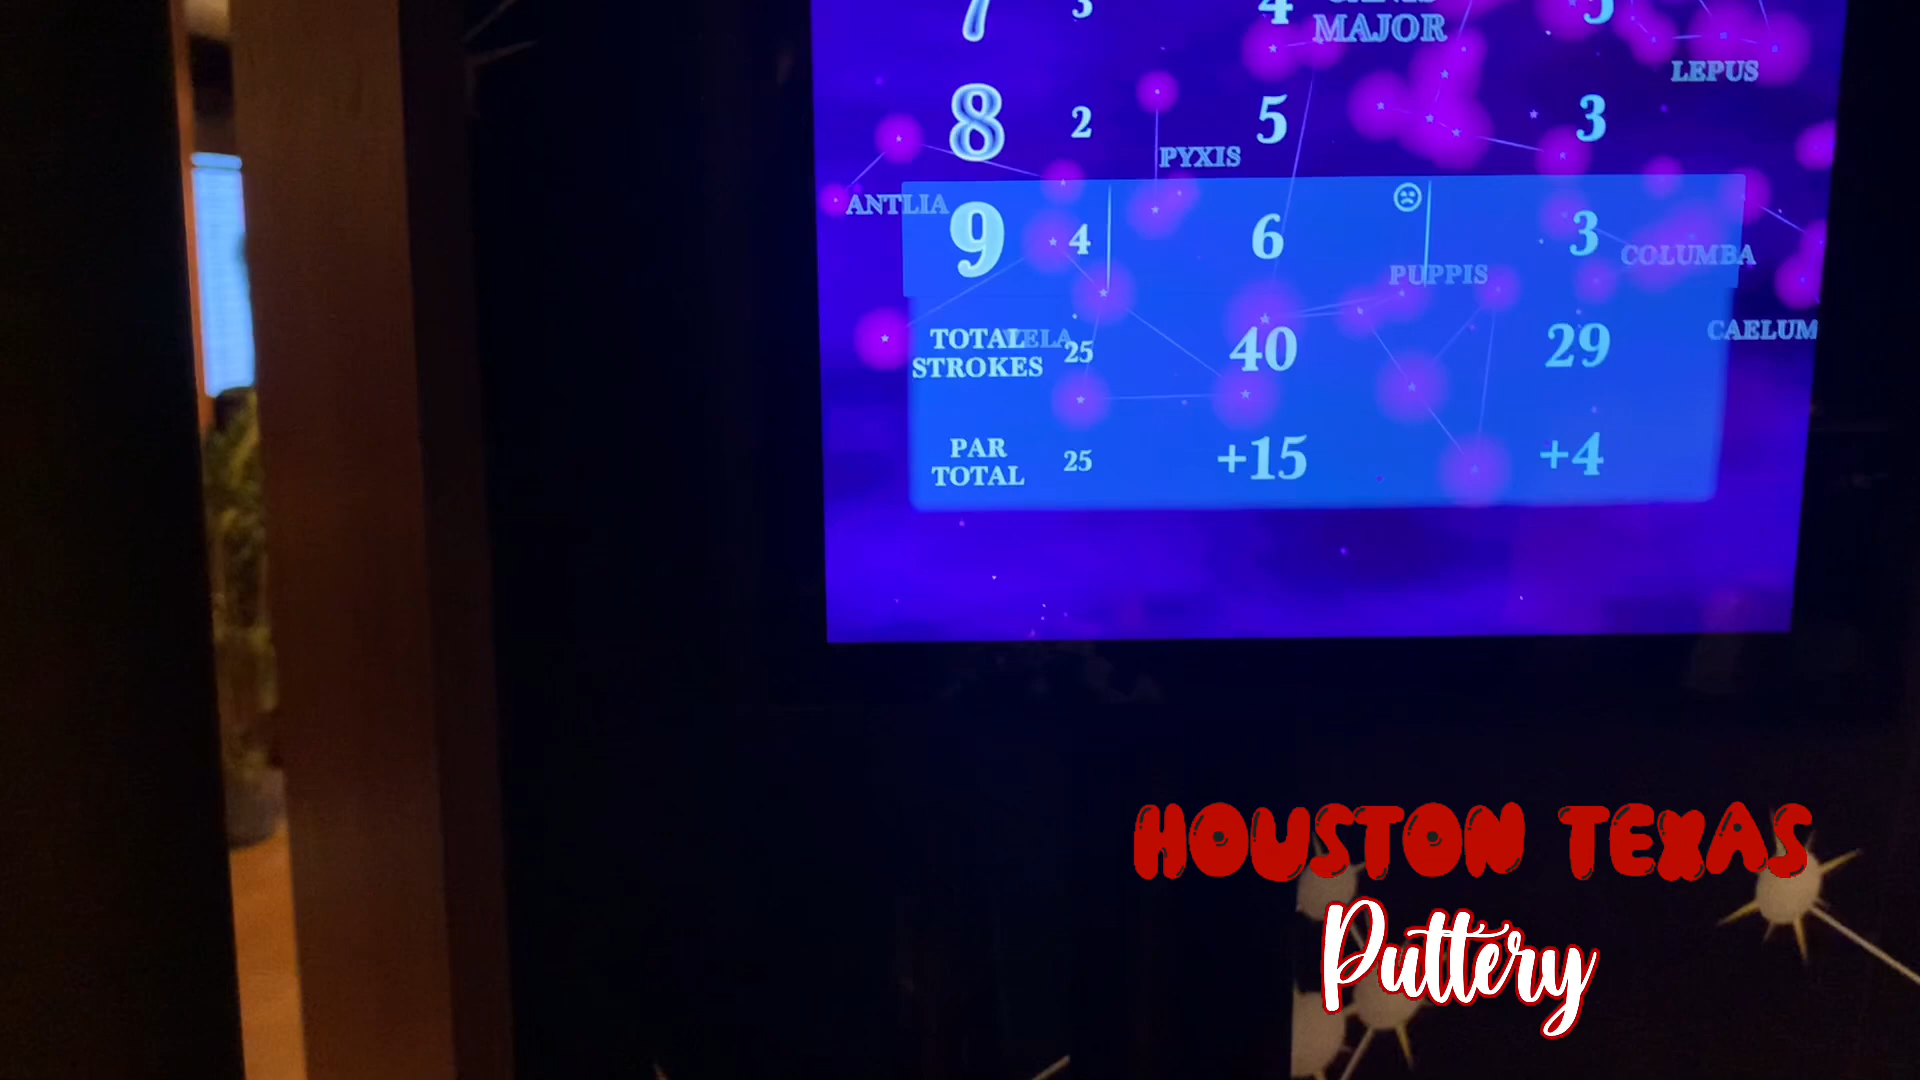 7 3 4 5
CANIS
MAJOR
LEPUS
8 2 5 3
PYXIS
ANTLIA
9 4 6 3
COLUMBA
PUPPIS
CAELUM
VELA
TOTAL
STROKES 25 40 29
PAR
TOTAL 25 +15 +4
HOUSTON TEXAS
Puttery